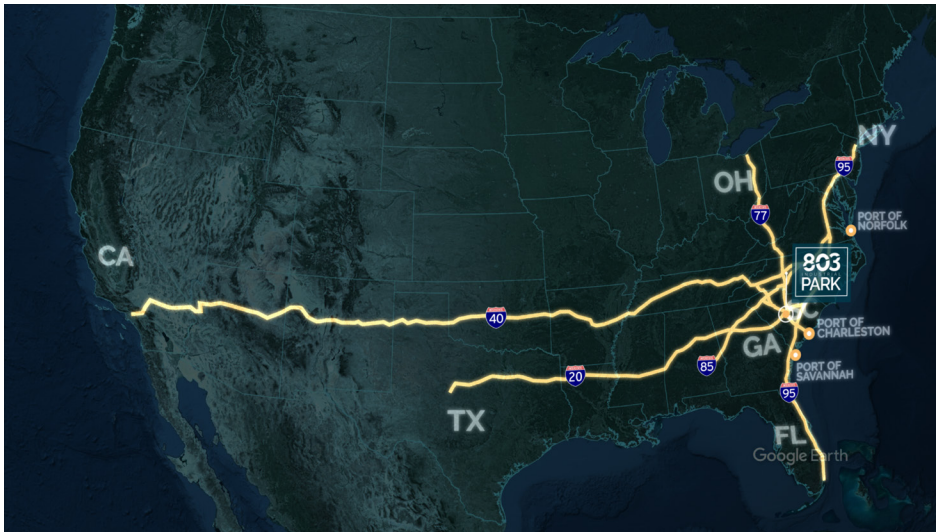 NY
95
OH
77
PORT OF
NORFOLK
803
INDUSTRIAL
PARK
CA
40
C
PORT OF
CHARLESTON
GA
85
20
PORT OF
SAVANNAH
95
TX
FL
Google Earth